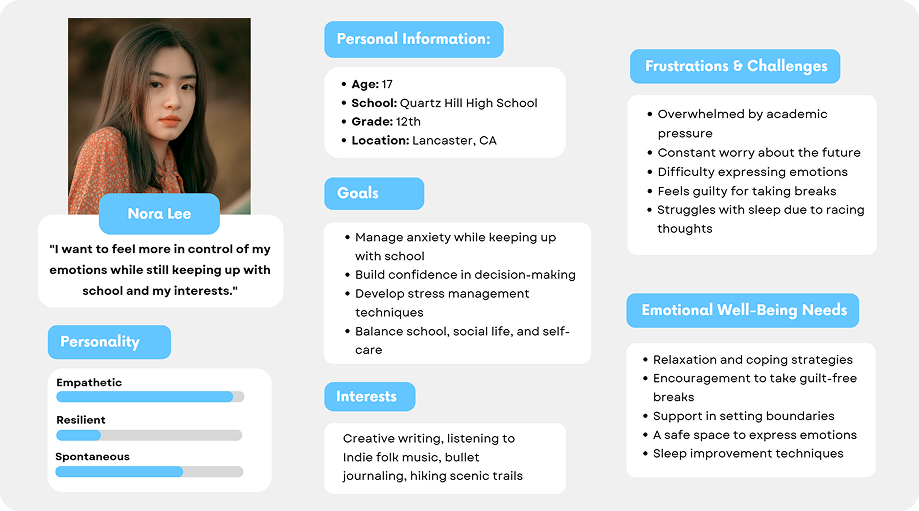 Nora Lee
"I want to feel more in control of my
emotions while still keeping up with
school and my interests."
Personality
Empathetic
Resilient
Spontaneous
Personal Information:
• Age: 17
• School: Quartz Hill High School
• Grade: 12th
• Location: Lancaster, CA
Goals
• Manage anxiety while keeping up
with school
• Build confidence in decision-making
• Develop stress management
techniques
• Balance school, social life, and self-
care
Interests
Creative writing, listening to
Indie folk music, bullet
journaling, hiking scenic trails
Frustrations & Challenges
• Overwhelmed by academic
pressure
• Constant worry about the future
• Difficulty expressing emotions
• Feels guilty for taking breaks
• Struggles with sleep due to racing
thoughts
Emotional Well-Being Needs
• Relaxation and coping strategies
• Encouragement to take guilt-free
breaks
• Support in setting boundaries
• A safe space to express emotions
• Sleep improvement techniques